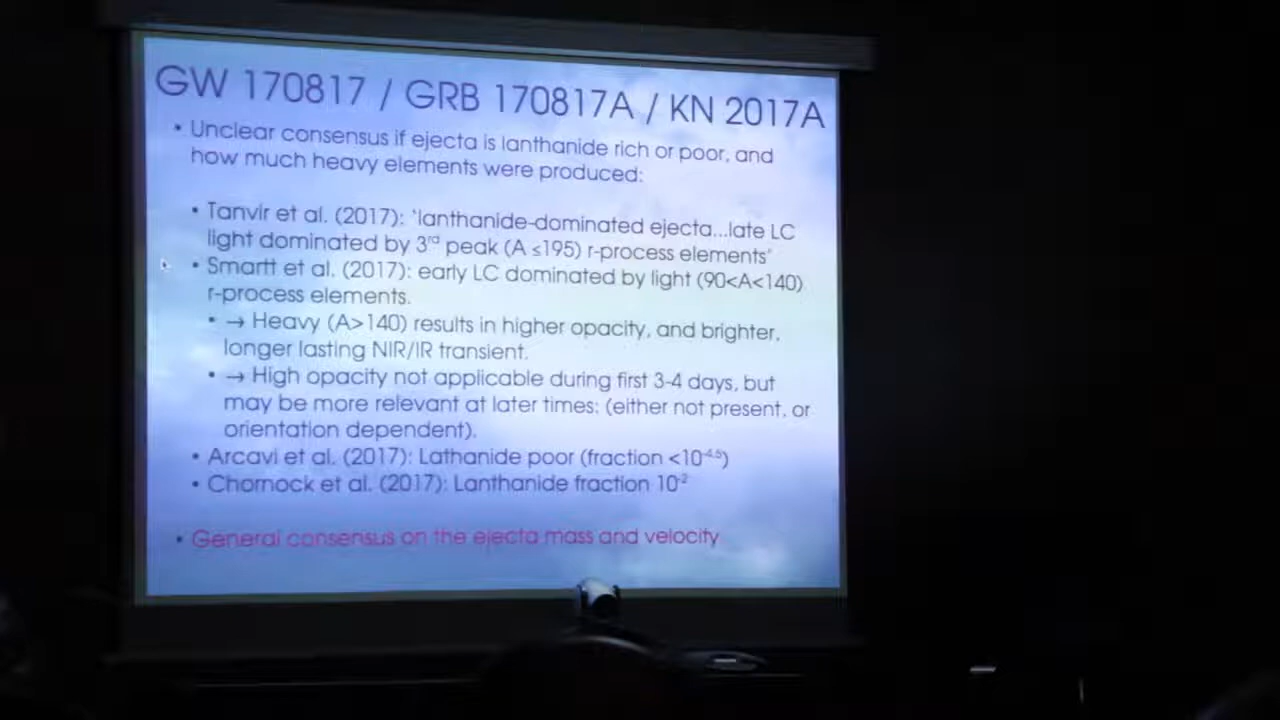 GW 170817 / GRB 170817A / KN 2017A
• Unclear consensus if ejecta is lanthanide rich or poor, and
how much heavy elements were produced:
• Tanvir et al. (2017): 'lanthanide-dominated ejecta...late LC
light dominated by 3rd peak (A ≤195) r-process elements'
• Smartt et al. (2017): early LC dominated by light (90<A<140)
r-process elements.
• → Heavy (A>140) results in higher opacity, and brighter,
longer lasting NIR/IR transient.
• → High opacity not applicable during first 3-4 days, but
may be more relevant at later times: (either not present, or
orientation dependent).
• Arcavi et al. (2017): Lathanide poor (fraction <10-4.5)
• Chornock et al. (2017): Lanthanide fraction 10-2
• General consensus on the ejecta mass and velocity